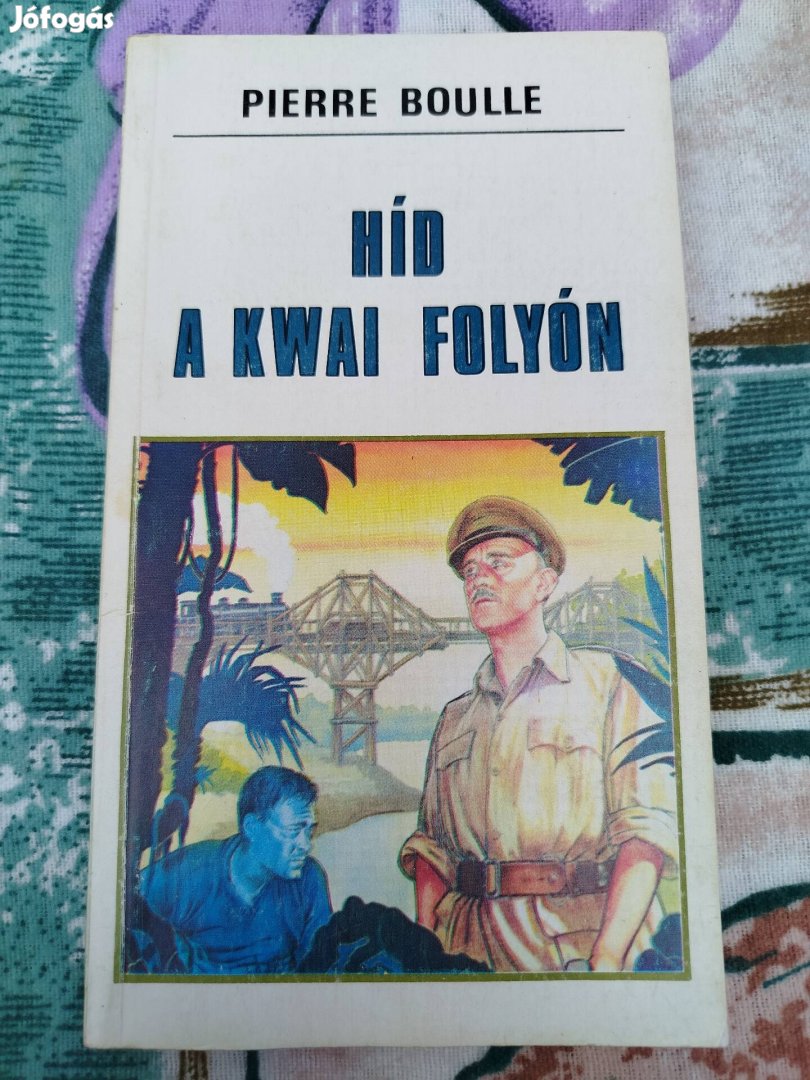 Jófogás
PIERRE BOULLE
HÍD
A KWAI FOLYÓN